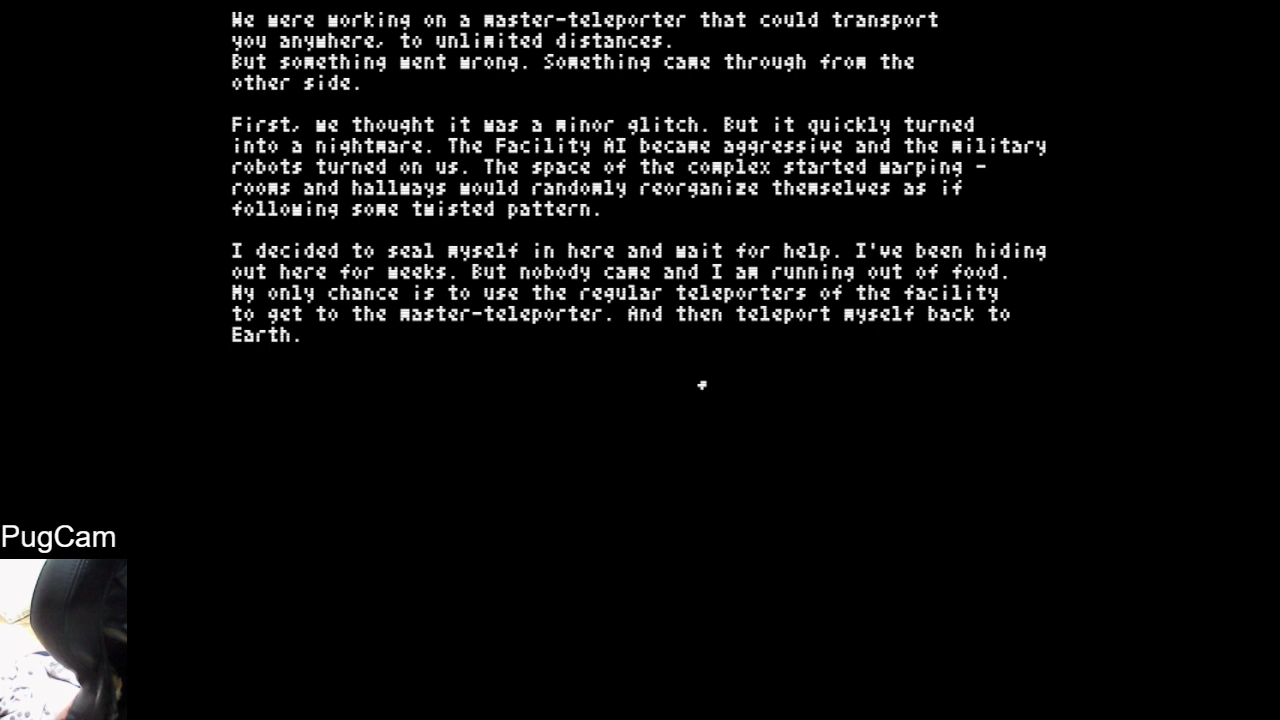 We were working on a master-teleporter that could transport
you anywhere, to unlimited distances.
But something went wrong. Something came through from the
other side.
First, we thought it was a minor glitch. But it quickly turned
into a nightmare. The Facility AI became aggressive and the military
robots turned on us. The space of the complex started warping -
rooms and hallways would randomly reorganize themselves as if
following some twisted pattern.
I decided to seal myself in here and wait for help. I've been hiding
out here for weeks. But nobody came and I am running out of food.
My only chance is to use the regular teleporters of the facility
to get to the master-teleporter. And then teleport myself back to
Earth.
PugCam